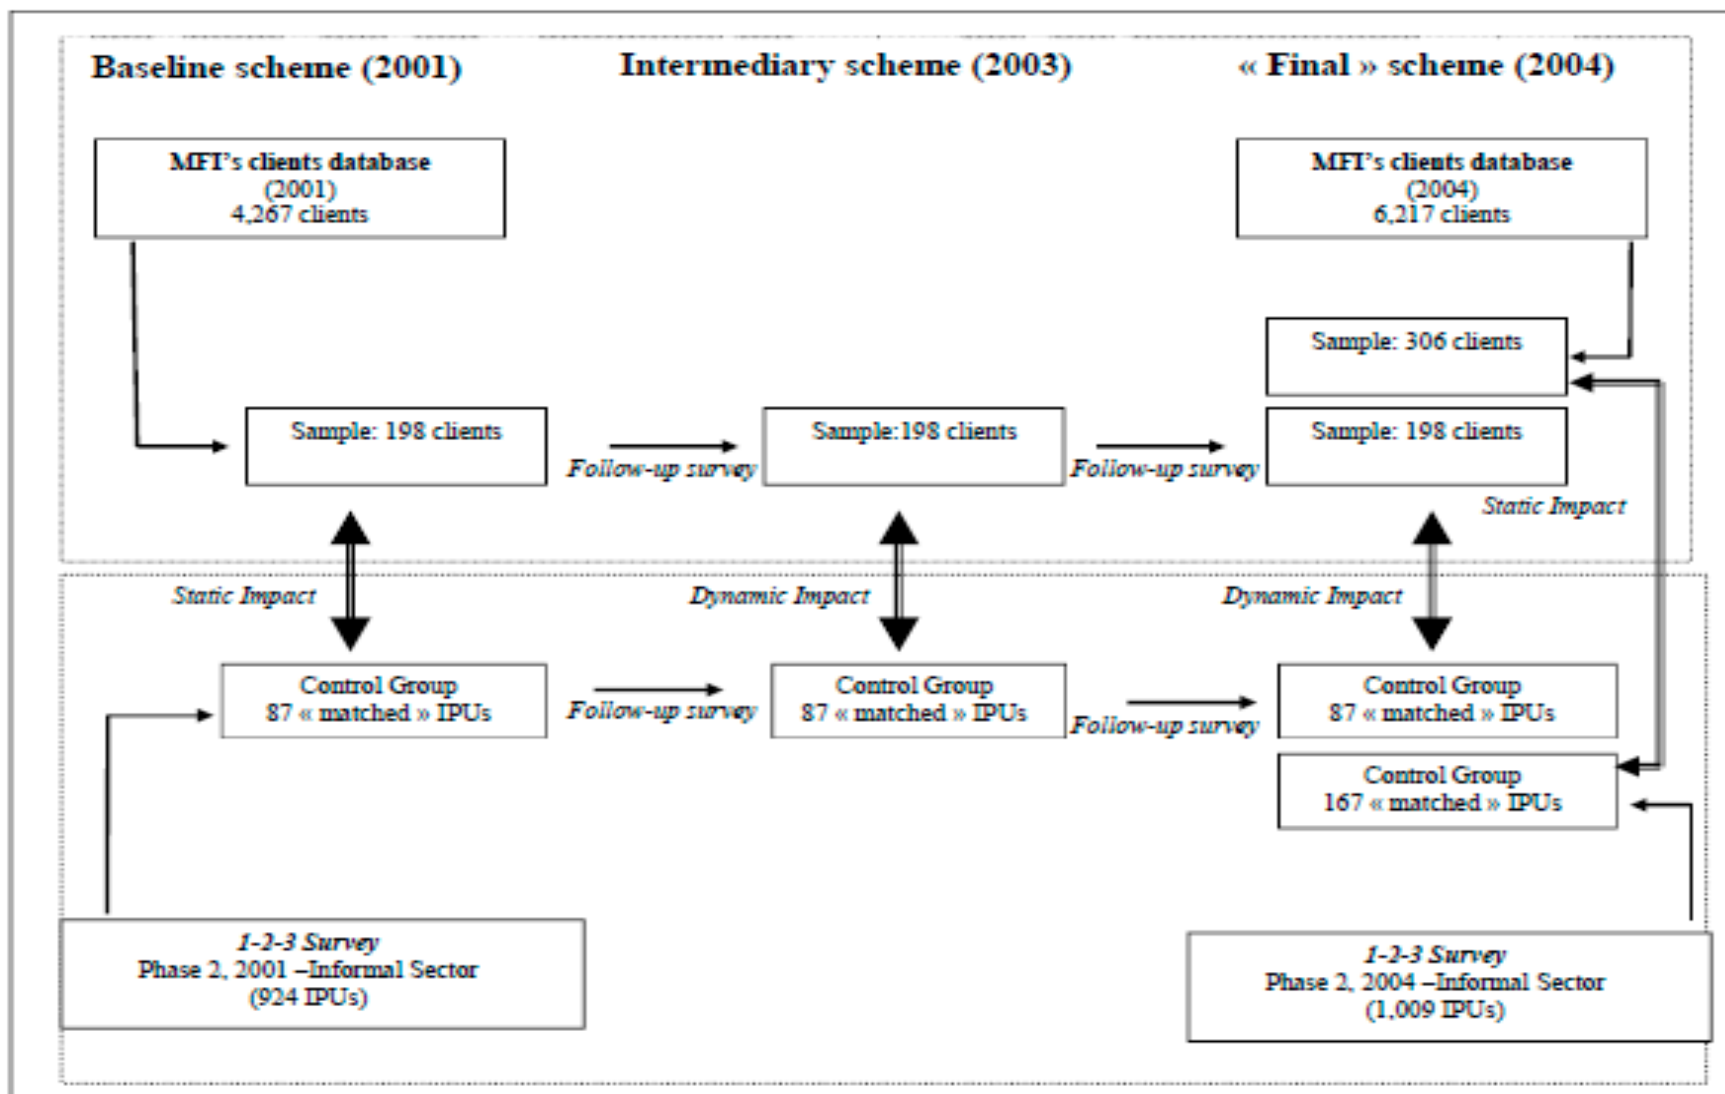 Baseline scheme (2001)
Intermediary scheme (2003)
« Final » scheme (2004)
MFI's clients database
(2001)
4,267 clients
MFI's clients database
(2004)
6,217 clients
Sample: 306 clients
Sample: 198 clients
Follow-up survey
Sample:198 clients
Follow-up survey
Sample: 198 clients
Static Impact
Static Impact
Dynamic Impact
Dynamic Impact
Control Group
87 « matched » IPUs
Follow-up survey
Control Group
87 « matched » IPUs
Follow-up survey
Control Group
87 « matched » IPUs
Control Group
167 « matched » IPUs
1-2-3 Survey
Phase 2, 2001 –Informal Sector
(924 IPUs)
1-2-3 Survey
Phase 2, 2004 –Informal Sector
(1,009 IPUs)